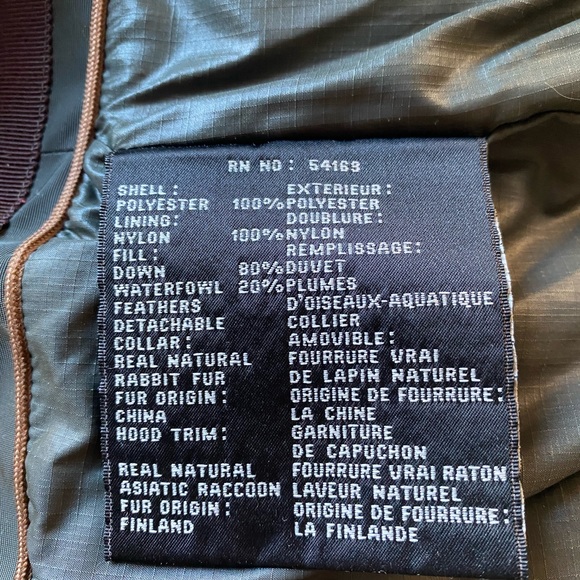 RN NO: 54163
SHELL: EXTERIEUR:
POLYESTER 100% POLYESTER
LINING: DOUBLURE:
NYLON 100% NYLON
FILL: REMPLISSAGE:
DOWN 80% DUVET
WATERFOWL 20% PLUMES
FEATHERS D'OISEAUX-AQUATIQUE
DETACHABLE COLLIER
COLLAR: AMOVIBLE:
REAL NATURAL FOURRURE VRAI
RABBIT FUR DE LAPIN NATUREL
FUR ORIGIN: ORIGINE DE FOURRURE:
CHINA LA CHINE
HOOD TRIM: GARNITURE
DE CAPUCHON
REAL NATURAL FOURRURE VRAI RATON
ASIATIC RACCOON LAVEUR NATUREL
FUR ORIGIN: ORIGINE DE FOURRURE:
FINLAND LA FINLANDE